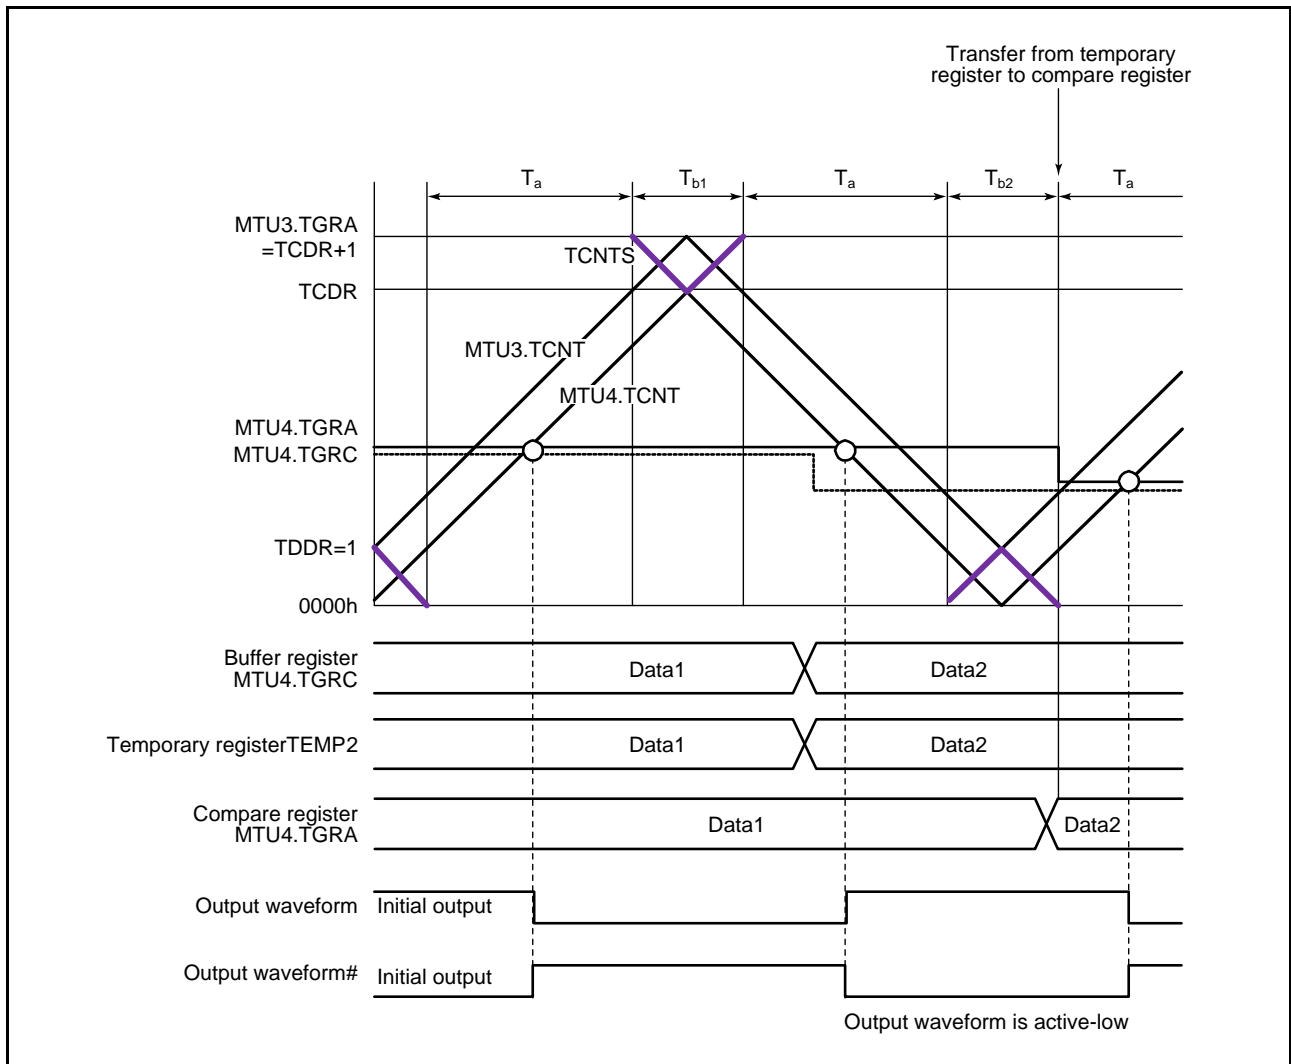 Transfer from temporary
register to compare register
Ta
Tb1
Ta
Tb2
Ta
MTU3.TGRA
=TCDR+1
TCNTS
TCDR
MTU3.TCNT
MTU4.TCNT
MTU4.TGRA
MTU4.TGRC
TDDR=1
0000h
Buffer register
MTU4.TGRC
Data1
Data2
Temporary registerTEMP2
Data1
Data2
Compare register
MTU4.TGRA
Data1
Data2
Output waveform
Initial output
Output waveform#
Initial output
Output waveform is active-low